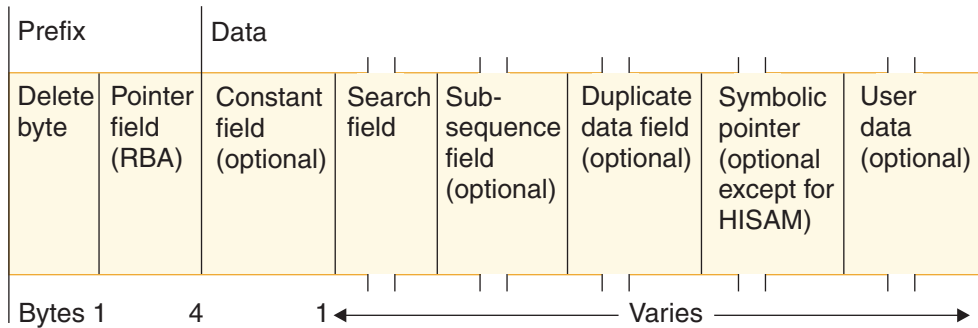 Prefix
Data
Delete
byte
Pointer
field
(RBA)
Constant
field
(optional)
Search
field
Sub-
sequence
field
(optional)
Duplicate
data field
(optional)
Symbolic
pointer
(optional
except for
HISAM)
User
data
(optional)
Bytes 1 4 1 Varies